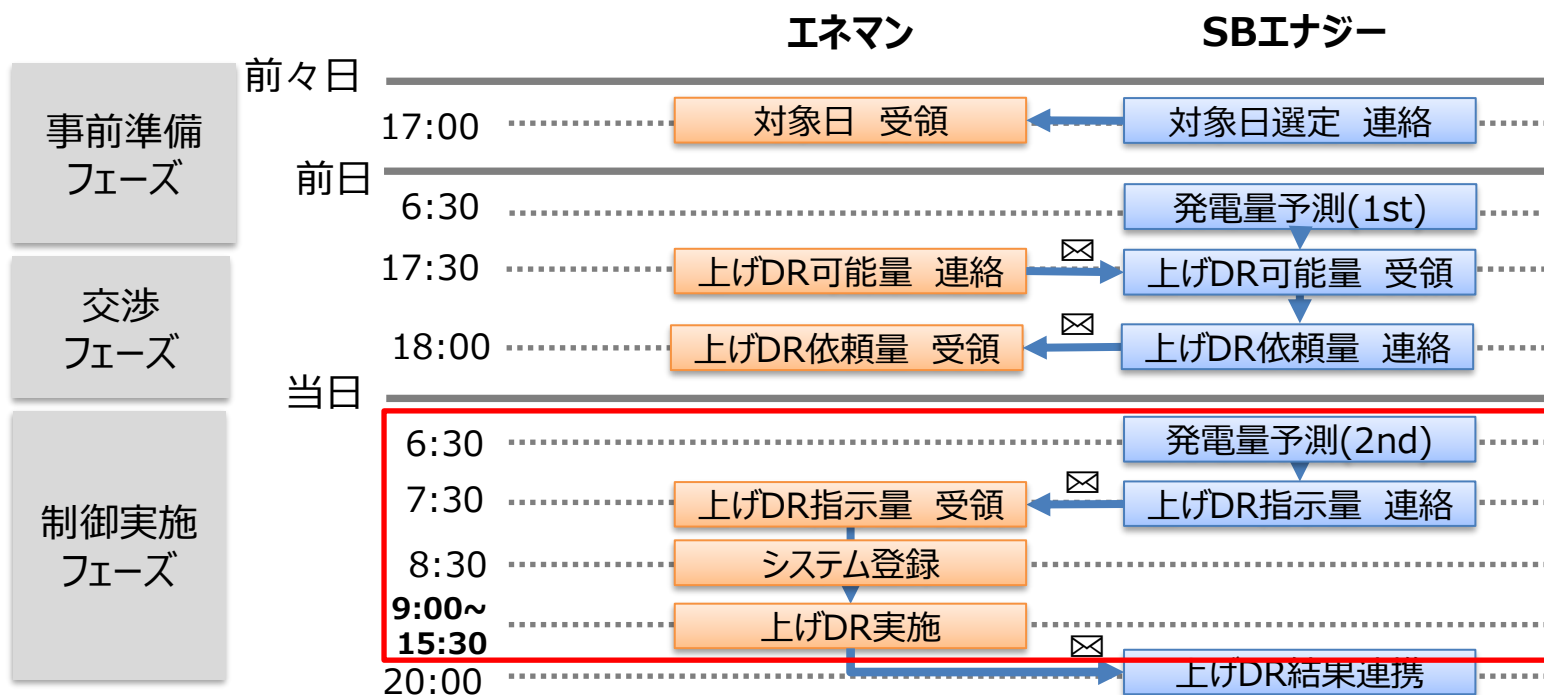 エネマン SBエナジー
前々日
事前準備
フェーズ
17:00 対象日 受領 対象日選定 連絡
前日
6:30 発電量予測(1st)
17:30 上げDR可能量 連絡 上げDR可能量 受領
交渉
フェーズ
18:00 上げDR依頼量 受領 上げDR依頼量 連絡
当日
制御実施
フェーズ
6:30 発電量予測(2nd)
7:30 上げDR指示量 受領 上げDR指示量 連絡
8:30 システム登録
9:00~
15:30 上げDR実施
20:00 上げDR結果連携